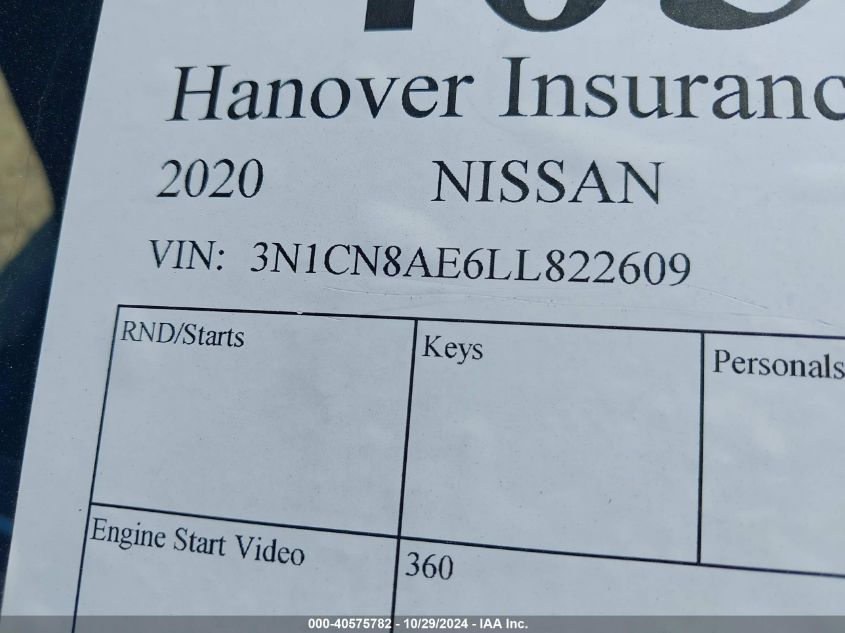 Hanover Insuranc
2020 NISSAN
VIN: 3N1CN8AE6LL822609
RND/Starts Keys Personals
Engine Start Video 360
000-40575782 - 10/29/2024 - IAA Inc.